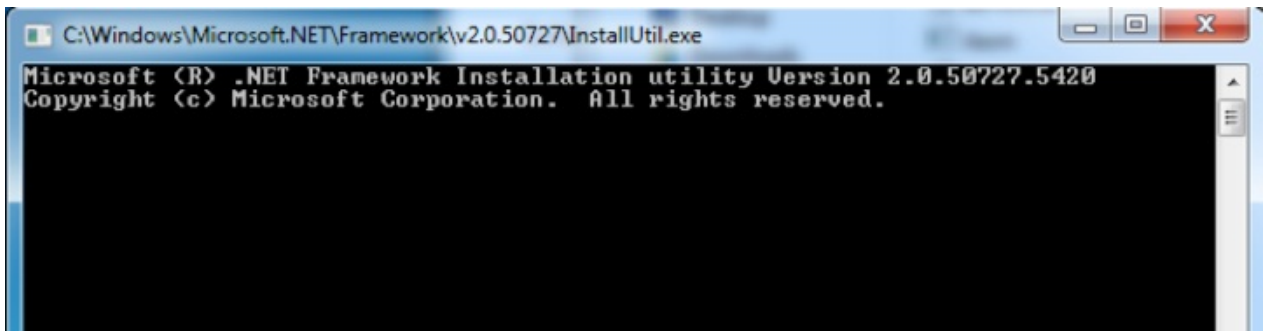 C:\Windows\Microsoft.NET\Framework\v2.0.50727\InstallUtil.exe
Microsoft (R) .NET Framework Installation utility Version 2.0.50727.5420
Copyright (c) Microsoft Corporation.  All rights reserved.